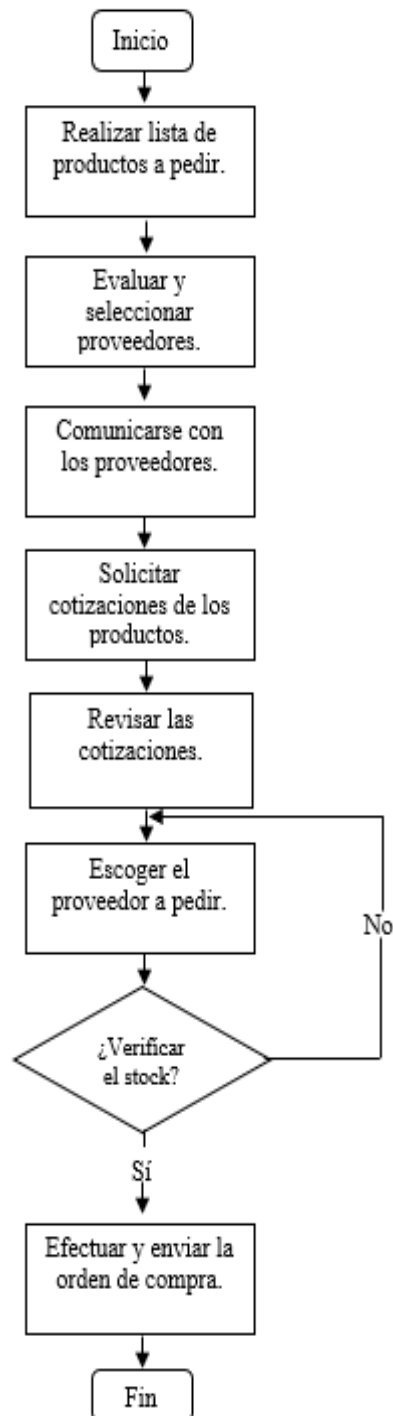 Inicio
Realizar lista de
productos a pedir.
Evaluar y
seleccionar
proveedores.
Comunicarse con
los proveedores.
Solicitar
cotizaciones de los
productos.
Revisar las
cotizaciones.
Escoger el
proveedor a pedir.
No
¿Verificar
el stock?
Sí
Efectuar y enviar la
orden de compra.
Fin